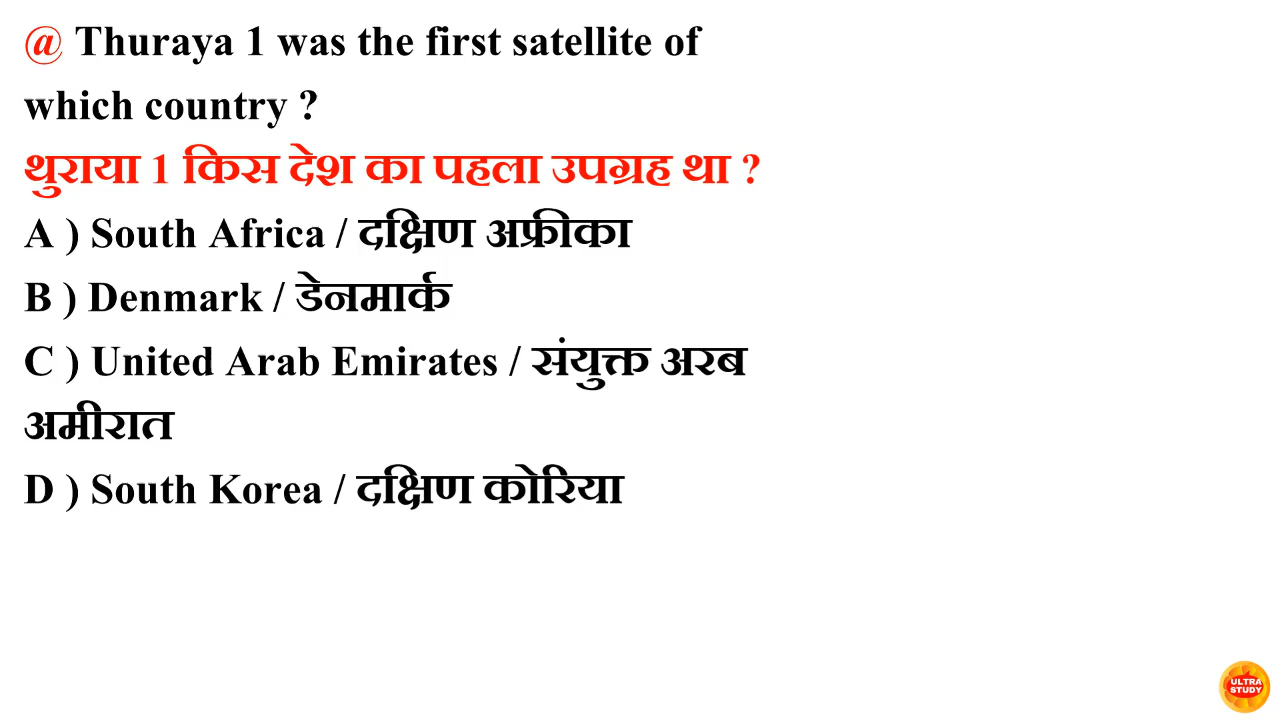 @ Thuraya 1 was the first satellite of
which country ?
थुराया 1 किस देश का पहला उपग्रह था ?
A ) South Africa / दक्षिण अफ्रीका
B ) Denmark / डेनमार्क
C ) United Arab Emirates / संयुक्त अरब
अमीरात
D ) South Korea / दक्षिण कोरिया
ULTRA
STUDY